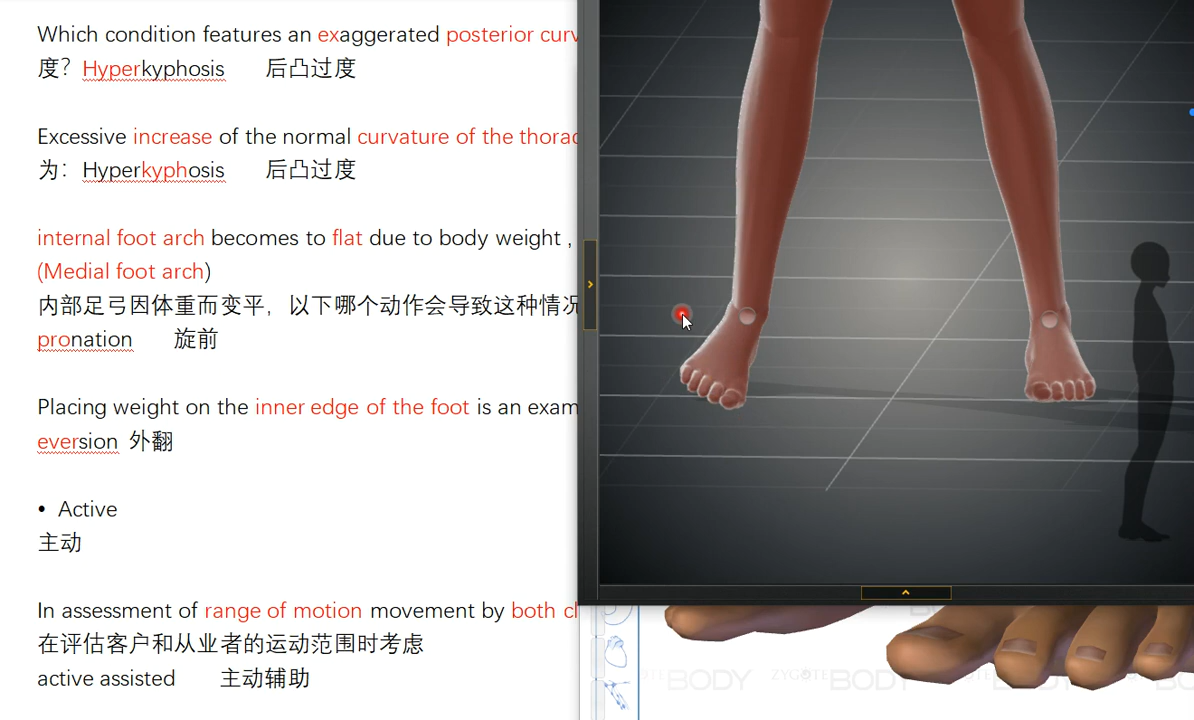 Which condition features an exaggerated posterior curv
度？Hyperkyphosis 后凸过度
Excessive increase of the normal curvature of the thorac
为：Hyperkyphosis 后凸过度
internal foot arch becomes to flat due to body weight ,
(Medial foot arch)
内部足弓因体重而变平，以下哪个动作会导致这种情况
pronation 旋前
Placing weight on the inner edge of the foot is an exam
eversion 外翻
• Active
主动
In assessment of range of motion movement by both cl
在评估客户和从业者的运动范围时考虑
active assisted 主动辅助
BODY ZYGOTE BODY BODY